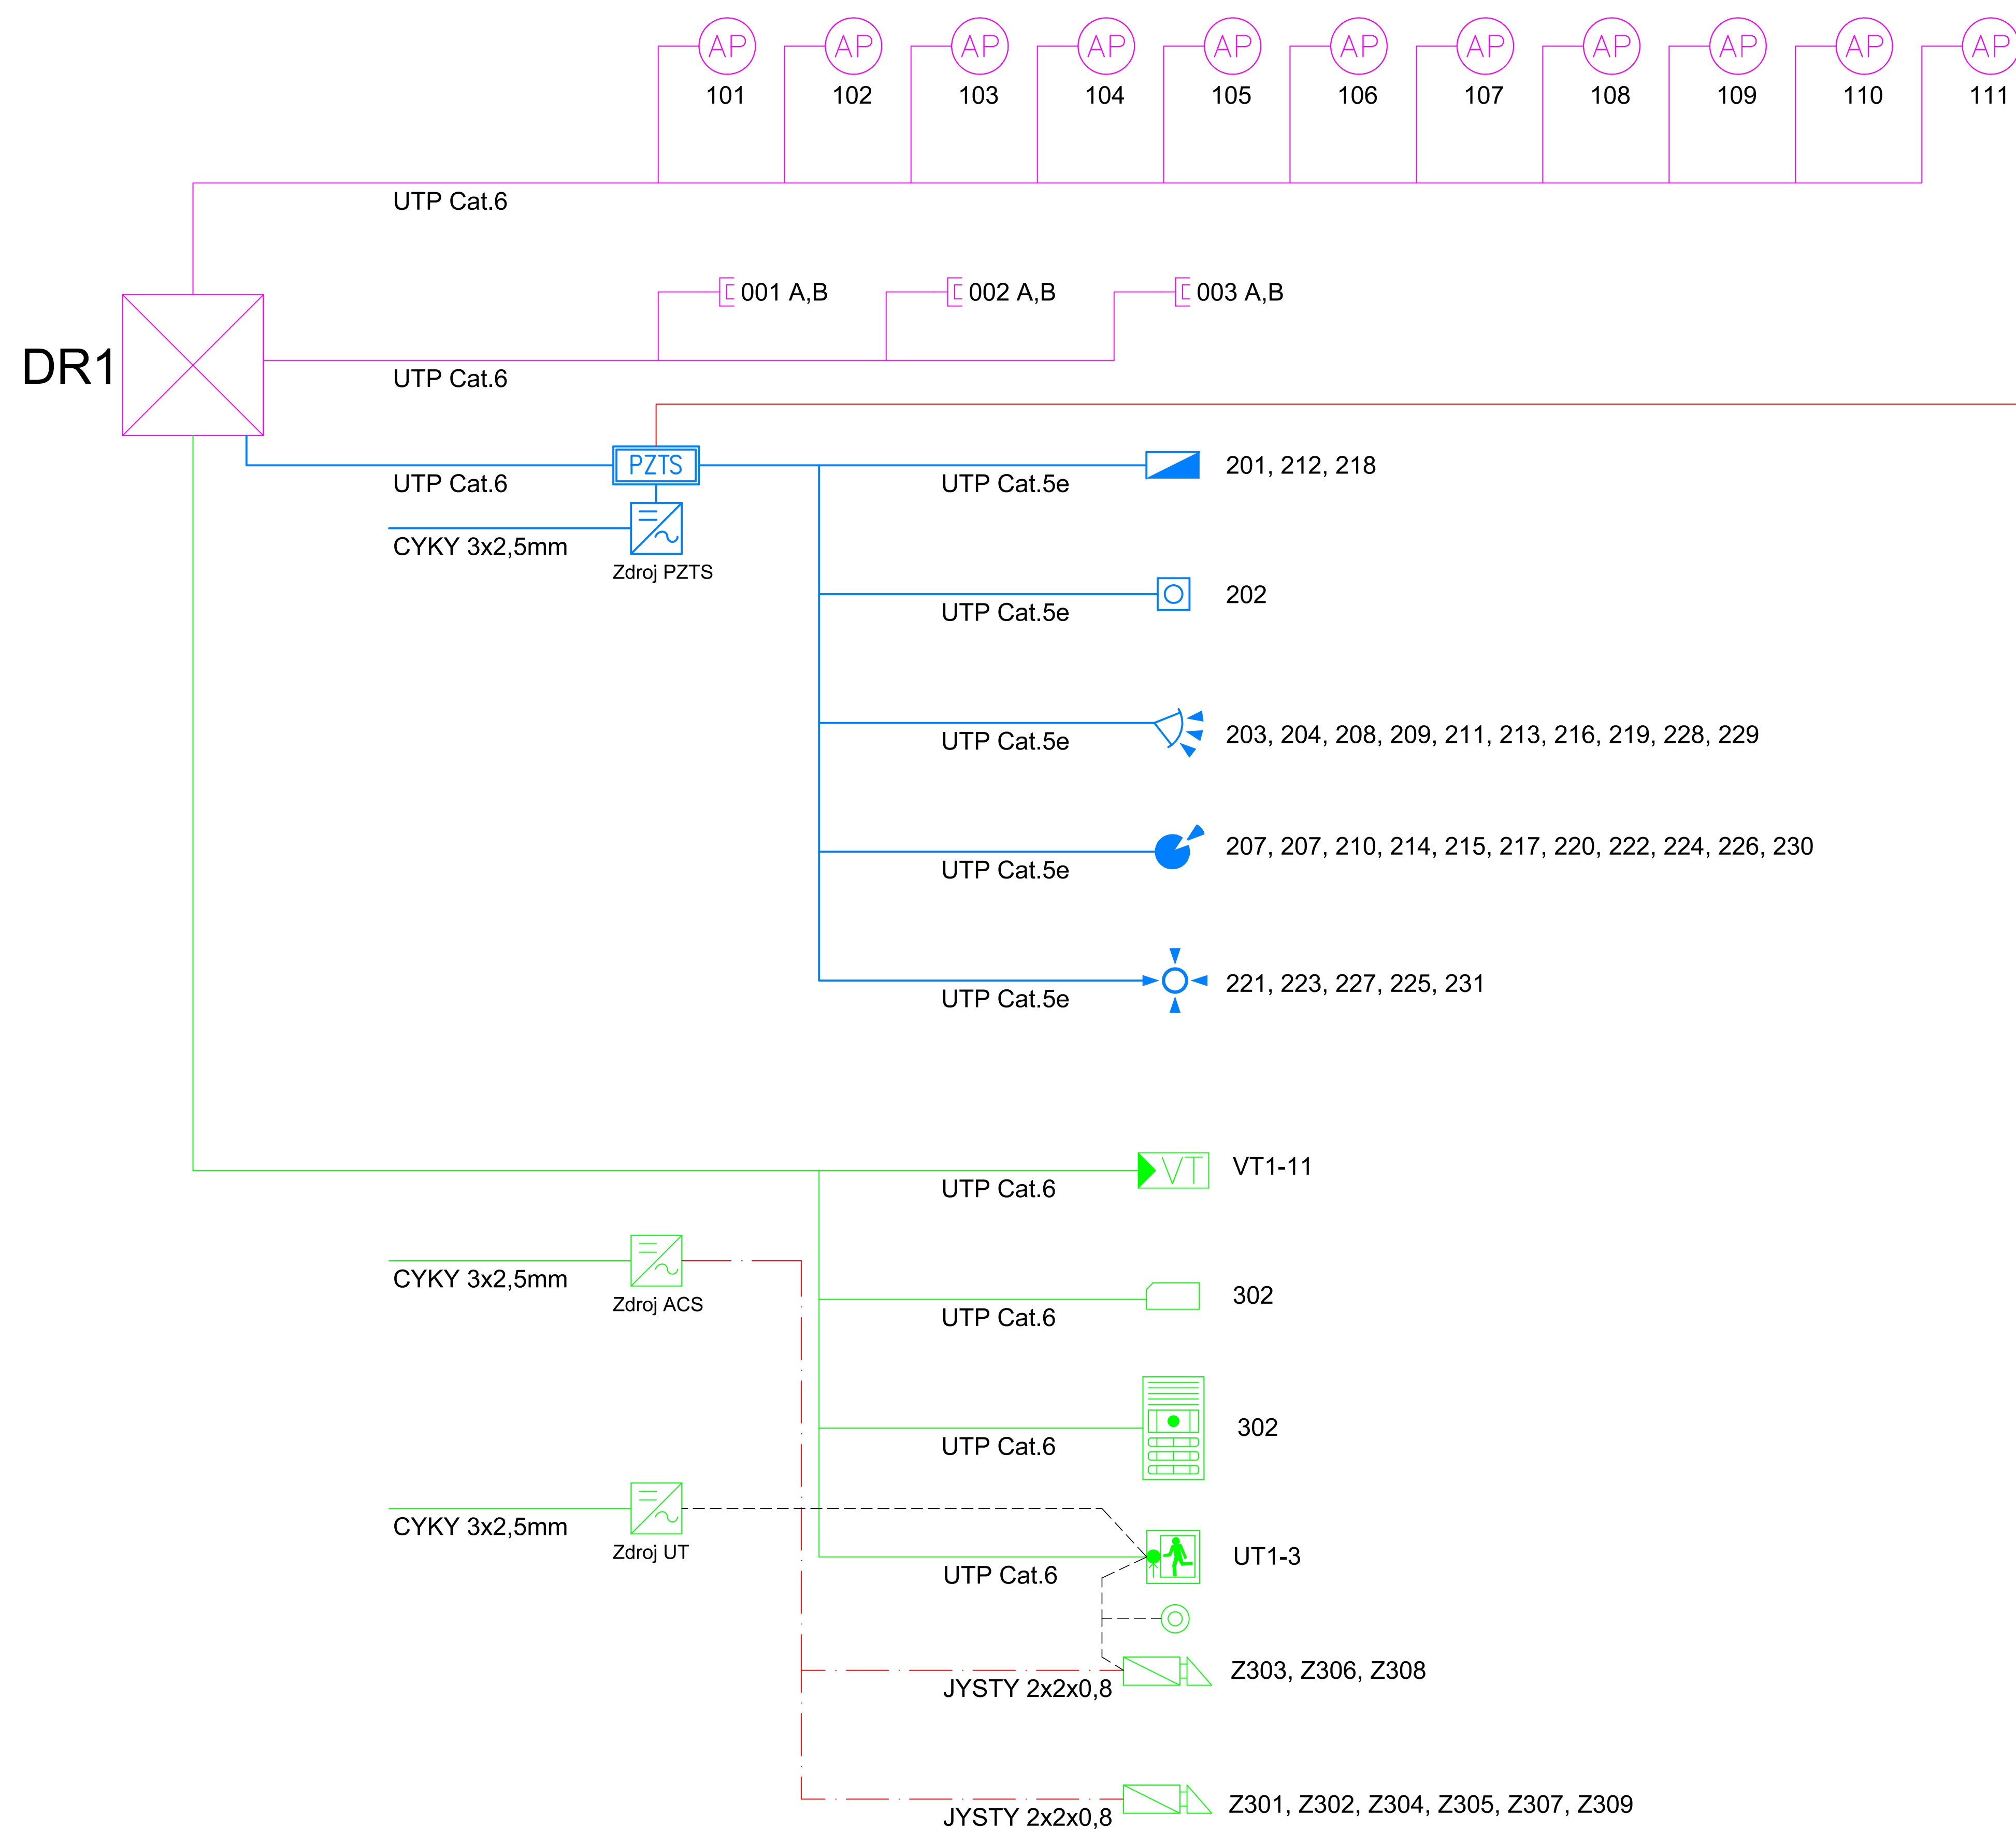 AP AP AP AP AP AP AP AP AP AP AP
101 102 103 104 105 106 107 108 109 110 111
UTP Cat.6
001 A,B 002 A,B 003 A,B
DR1
UTP Cat.6
PZTS
201, 212, 218
UTP Cat.6
UTP Cat.5e
CYKY 3x2,5mm
Zdroj PZTS
202
UTP Cat.5e
203, 204, 208, 209, 211, 213, 216, 219, 228, 229
UTP Cat.5e
207, 207, 210, 214, 215, 217, 220, 222, 224, 226, 230
UTP Cat.5e
221, 223, 227, 225, 231
UTP Cat.5e
VT
VT1-11
UTP Cat.6
CYKY 3x2,5mm
Zdroj ACS
302
UTP Cat.6
302
UTP Cat.6
CYKY 3x2,5mm
Zdroj UT
UT1-3
UTP Cat.6
Z303, Z306, Z308
JYSTY 2x2x0,8
Z301, Z302, Z304, Z305, Z307, Z309
JYSTY 2x2x0,8